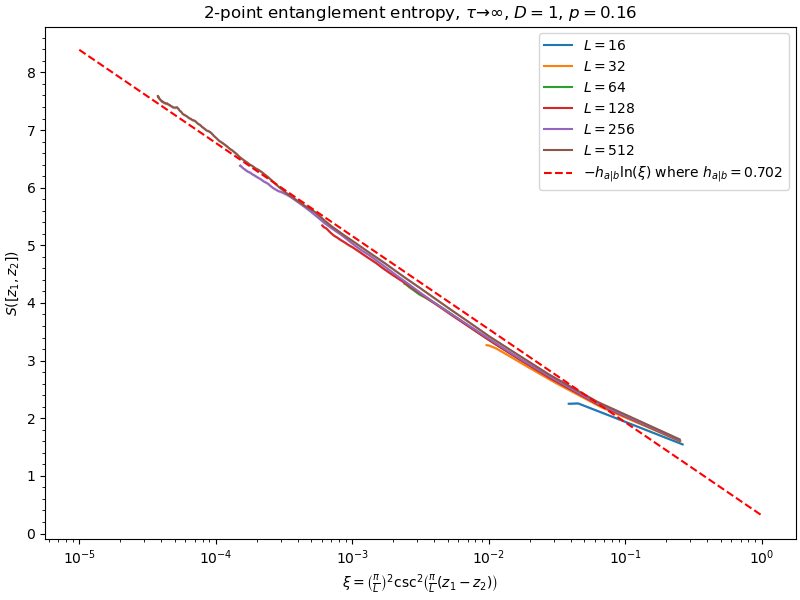 2-point entanglement entropy, τ→∞, D = 1, p = 0.16
S([z₁, z₂])
8
7
6
5
4
3
2
1
0
L = 16
L = 32
L = 64
L = 128
L = 256
L = 512
−hₐ|b ln(ξ) where hₐ|b = 0.702
10⁻⁵ 10⁻⁴ 10⁻³ 10⁻² 10⁻¹ 10⁰
ξ = (π/L)² csc²(π/L (z₁ − z₂))